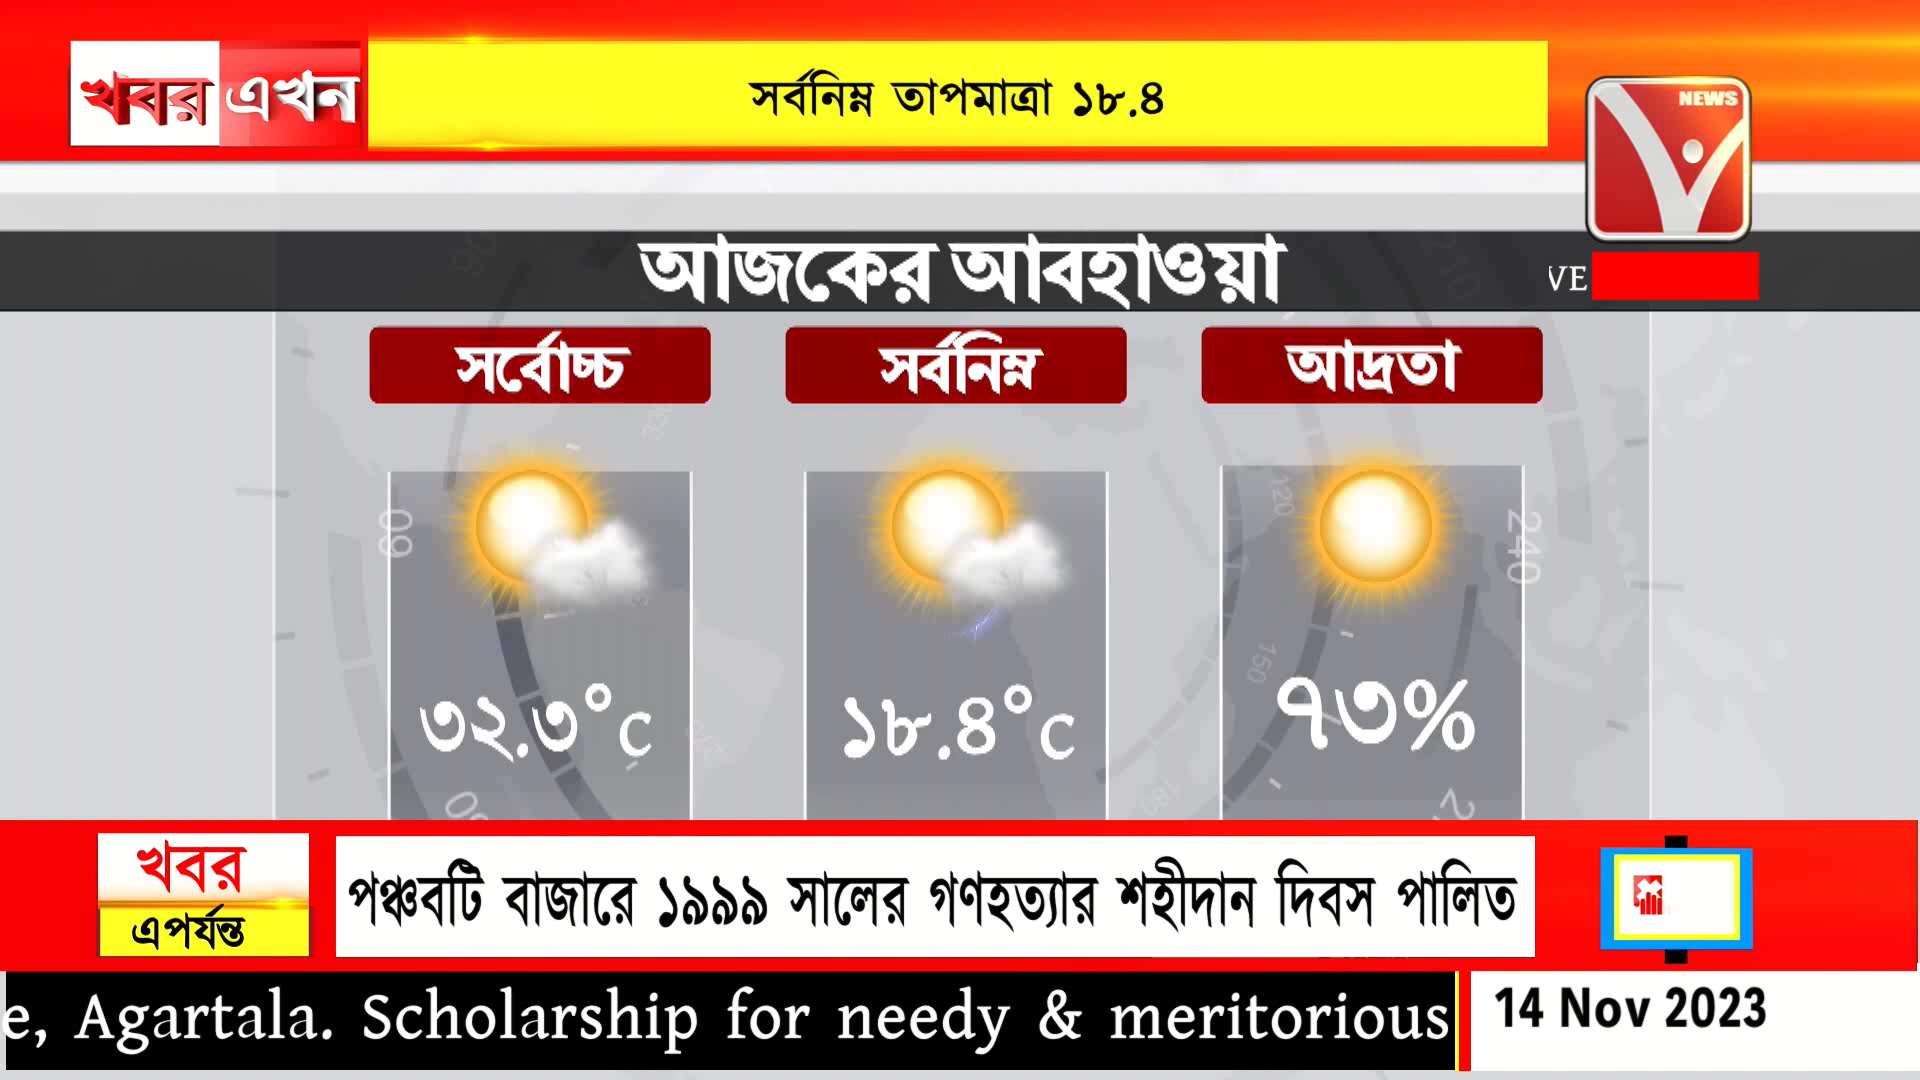 খবর এখন
সর্বনিম্ন তাপমাত্রা ১৮.৪
NEWS
আজকের আবহাওয়া
VE
সর্বোচ্চ
সর্বনিম্ন
আদ্রতা
৩২.৩°c
১৮.৪°c
৭৩%
খবর
এপর্যন্ত
পঞ্চবটি বাজারে ১৯৯৯ সালের গণহত্যার শহীদান দিবস পালিত
e, Agartala. Scholarship for needy & meritorious
14 Nov 2023